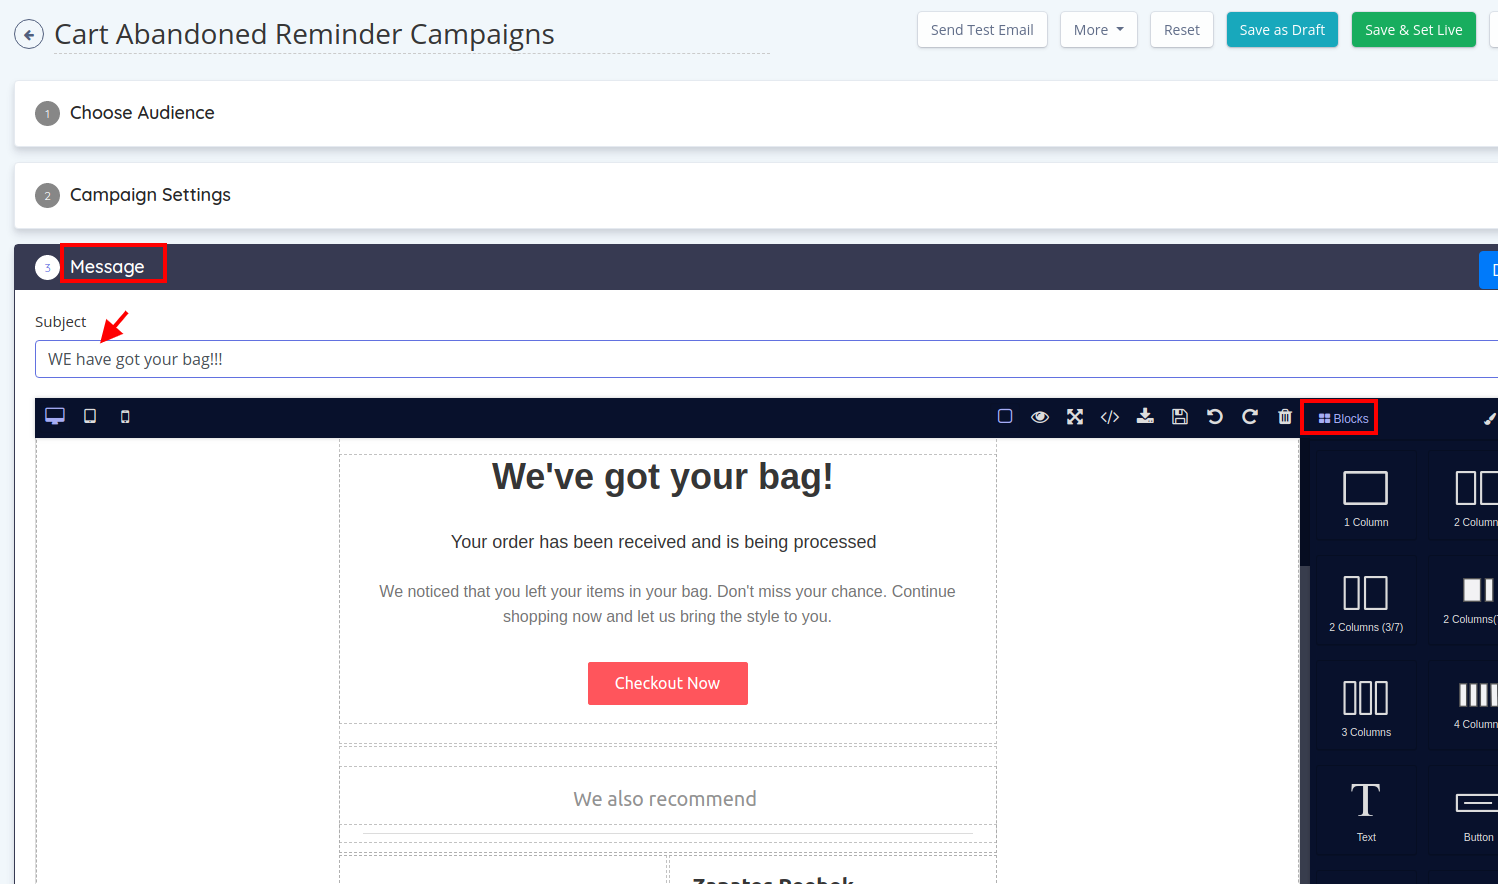 Cart Abandoned Reminder Campaigns
Send Test Email
More
Reset
Save as Draft
Save & Set Live
1 Choose Audience
2 Campaign Settings
3 Message
Subject
WE have got your bag!!!
Blocks
We've got your bag!
Your order has been received and is being processed
We noticed that you left your items in your bag. Don't miss your chance. Continue
shopping now and let us bring the style to you.
Checkout Now
We also recommend
Zapatos Reebok
1 Column
2 Column
2 Columns (3/7)
2 Columns(
3 Columns
4 Column
Text
Button